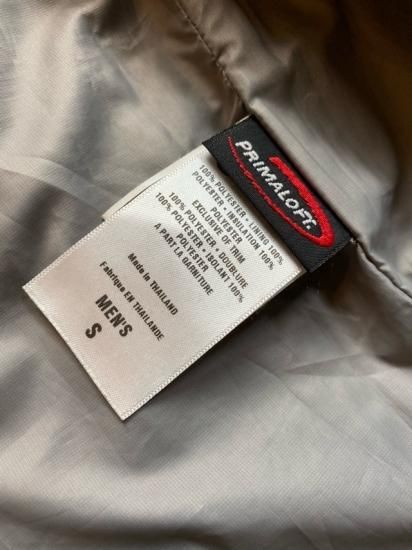 PRIMALOFT®
100% POLYESTER • LINING 100%
POLYESTER • INSULATION 100%
POLYESTER
EXCLUSIVE OF TRIM
100% POLYESTER • DOUBLURE
100% POLYESTER • ISOLANT 100%
POLYESTER
A PART LA GARNITURE
Made in THAILAND
Fabrique EN THAILANDE
MEN'S
S